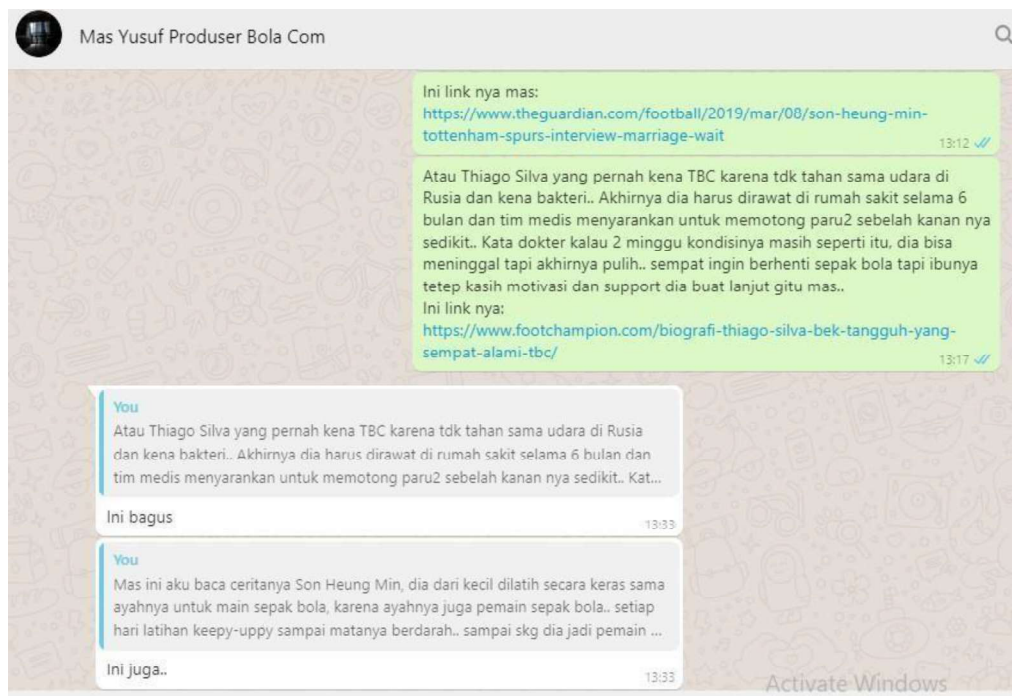 Mas Yusuf Produser Bola Com
Ini link nya mas:
https://www.theguardian.com/football/2019/mar/08/son-heung-min-
tottenham-spurs-interview-marriage-wait
13:12
Atau Thiago Silva yang pernah kena TBC karena tdk tahan sama udara di
Rusia dan kena bakteri.. Akhirnya dia harus dirawat di rumah sakit selama 6
bulan dan tim medis menyarankan untuk memotong paru2 sebelah kanan nya
sedikit.. Kata dokter kalau 2 minggu kondisinya masih seperti itu, dia bisa
meninggal tapi akhirnya pulih.. sempat ingin berhenti sepak bola tapi ibunya
tetep kasih motivasi dan support dia buat lanjut gitu mas..
Ini link nya:
https://www.footchampion.com/biografi-thiago-silva-bek-tangguh-yang-
sempat-alami-tbc/
13:17
You
Atau Thiago Silva yang pernah kena TBC karena tdk tahan sama udara di Rusia
dan kena bakteri.. Akhirnya dia harus dirawat di rumah sakit selama 6 bulan dan
tim medis menyarankan untuk memotong paru2 sebelah kanan nya sedikit.. Kat...
Ini bagus
13:33
You
Mas ini aku baca ceritanya Son Heung Min, dia dari kecil dilatih secara keras sama
ayahnya untuk main sepak bola, karena ayahnya juga pemain sepak bola.. setiap
hari latihan keepy-uppy sampai matanya berdarah.. sampai skg dia jadi pemain ...
Ini juga..
13:33
Activate Windows